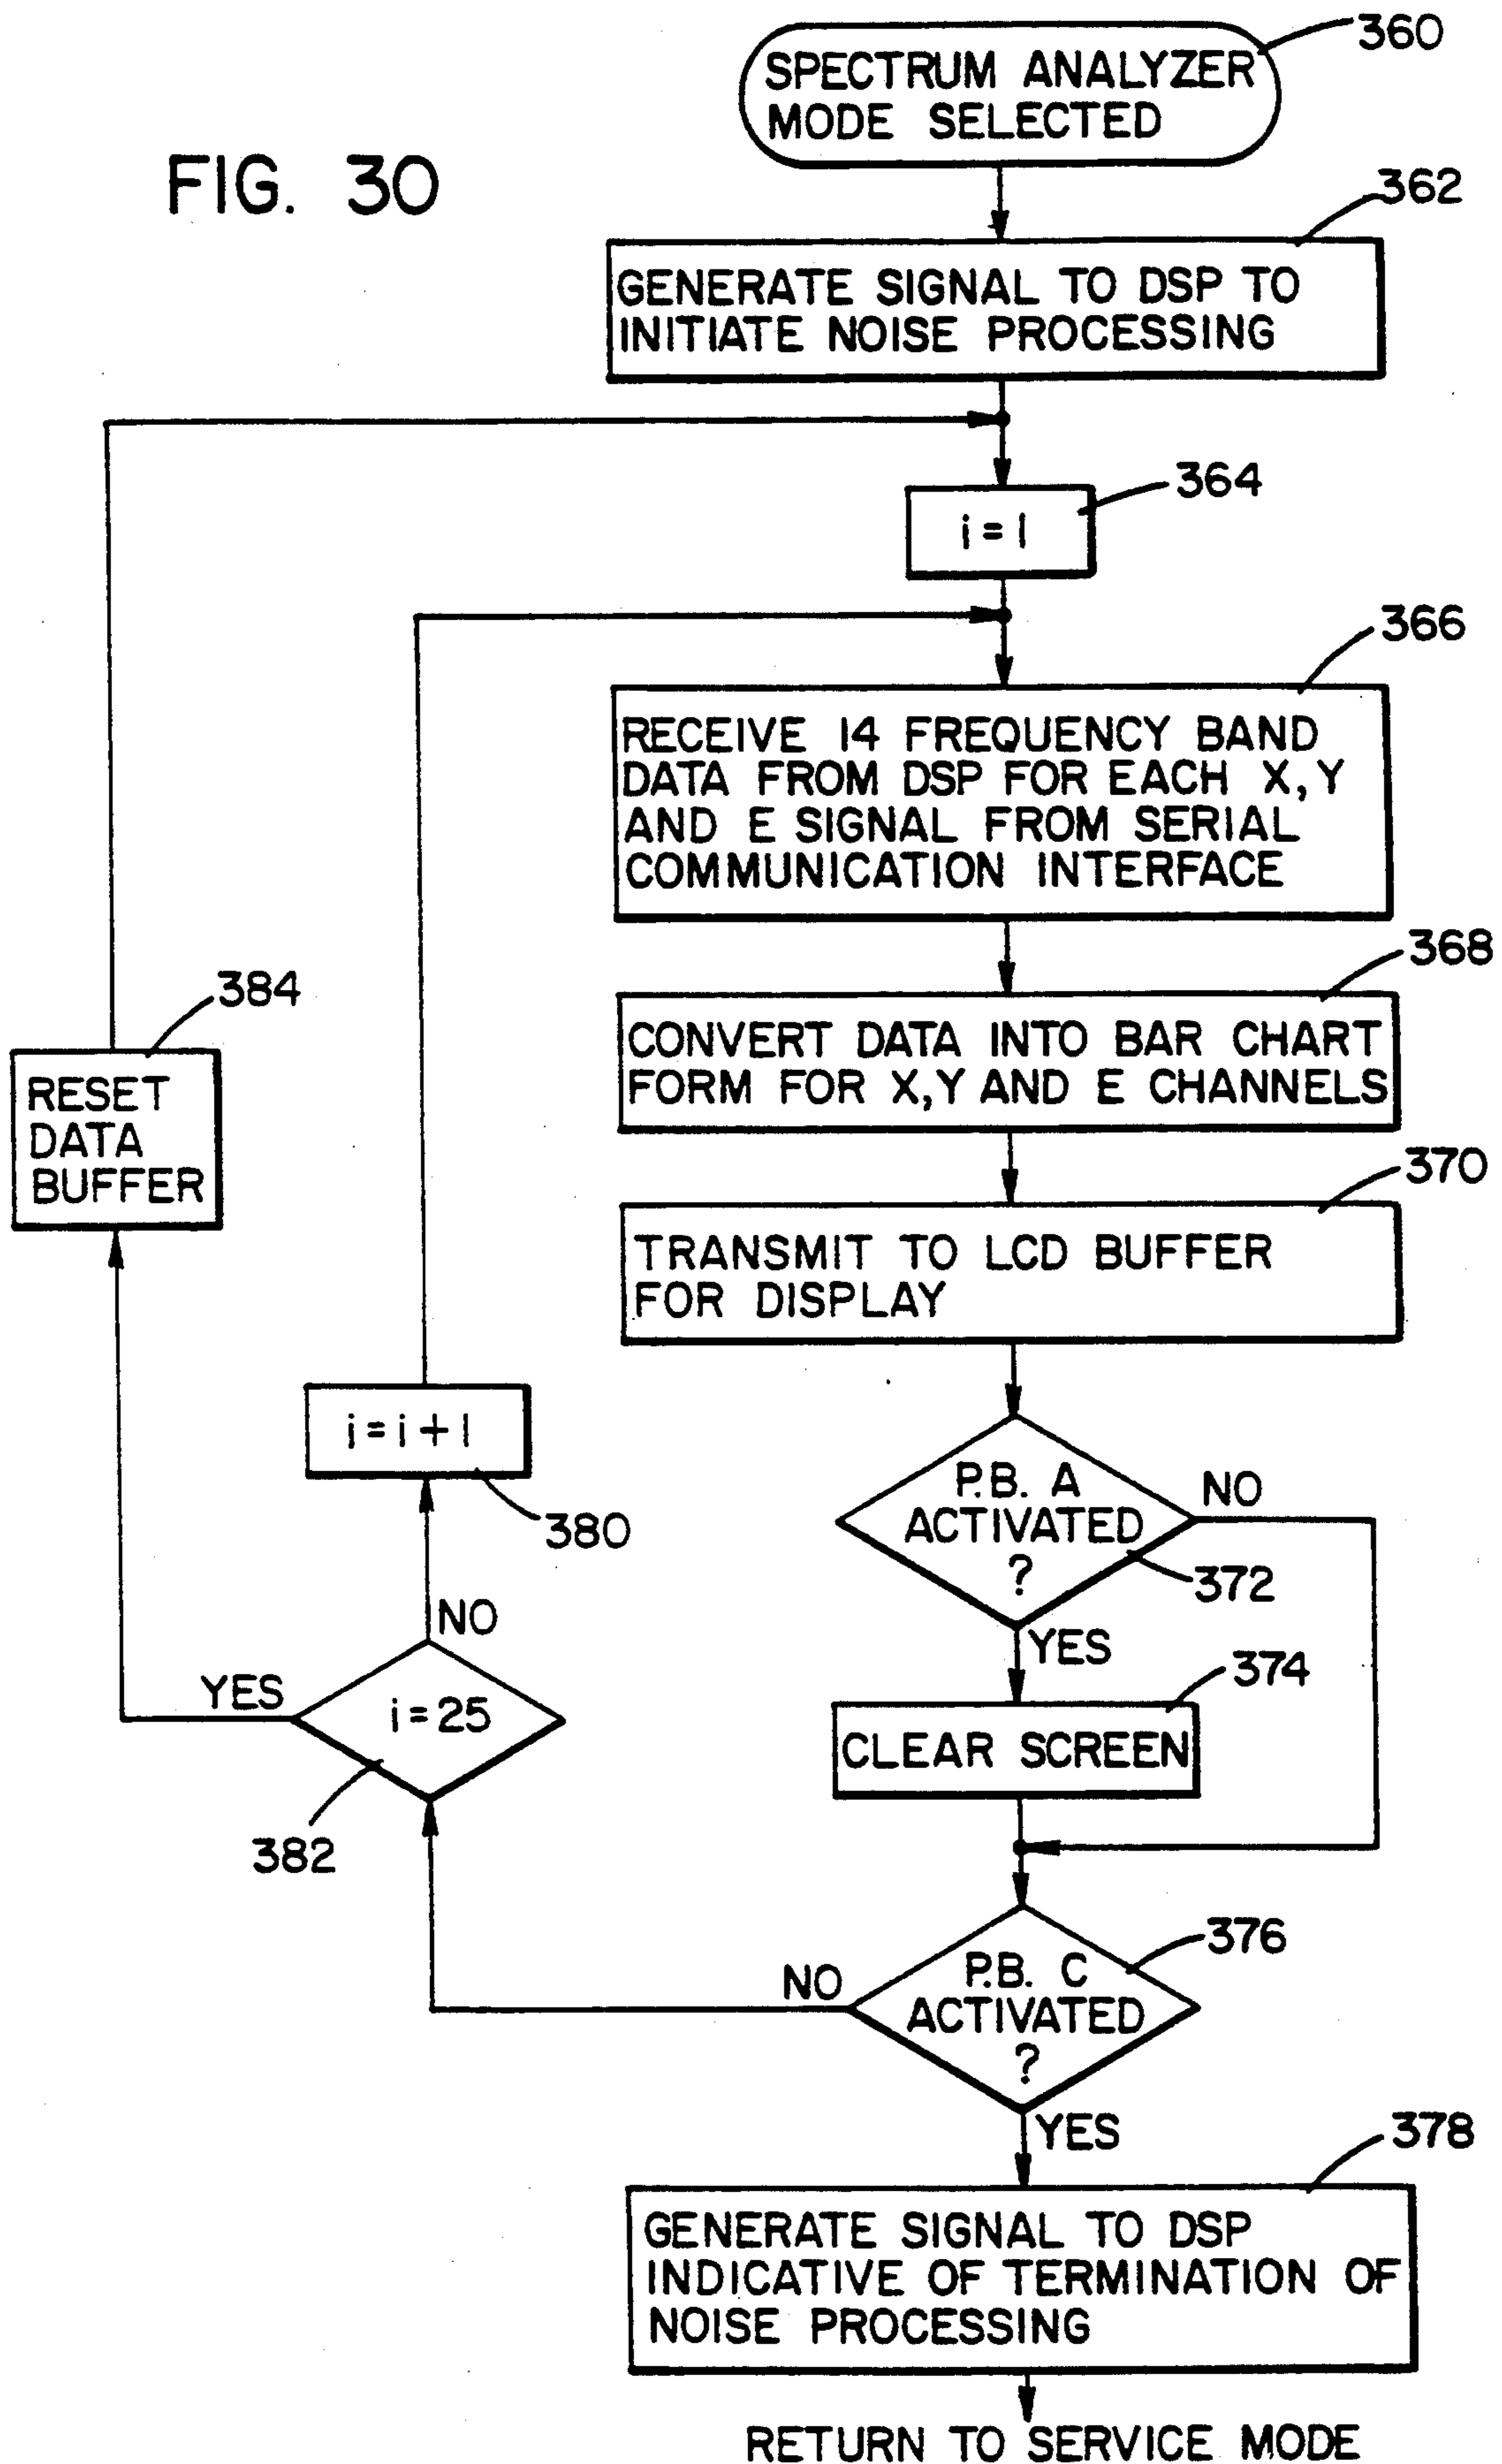 360
SPECTRUM ANALYZER
MODE SELECTED
FIG. 30
362
GENERATE SIGNAL TO DSP TO
INITIATE NOISE PROCESSING
364
i = 1
366
RECEIVE 14 FREQUENCY BAND
DATA FROM DSP FOR EACH X, Y
AND E SIGNAL FROM SERIAL
COMMUNICATION INTERFACE
368
CONVERT DATA INTO BAR CHART
FORM FOR X, Y AND E CHANNELS
384
RESET
DATA
BUFFER
370
TRANSMIT TO LCD BUFFER
FOR DISPLAY
i = i + 1
380
P.B. A
ACTIVATED
?
NO
372
YES
374
CLEAR SCREEN
NO
YES
i = 25
382
376
P.B. C
ACTIVATED
?
NO
YES
378
GENERATE SIGNAL TO DSP
INDICATIVE OF TERMINATION OF
NOISE PROCESSING
RETURN TO SERVICE MODE